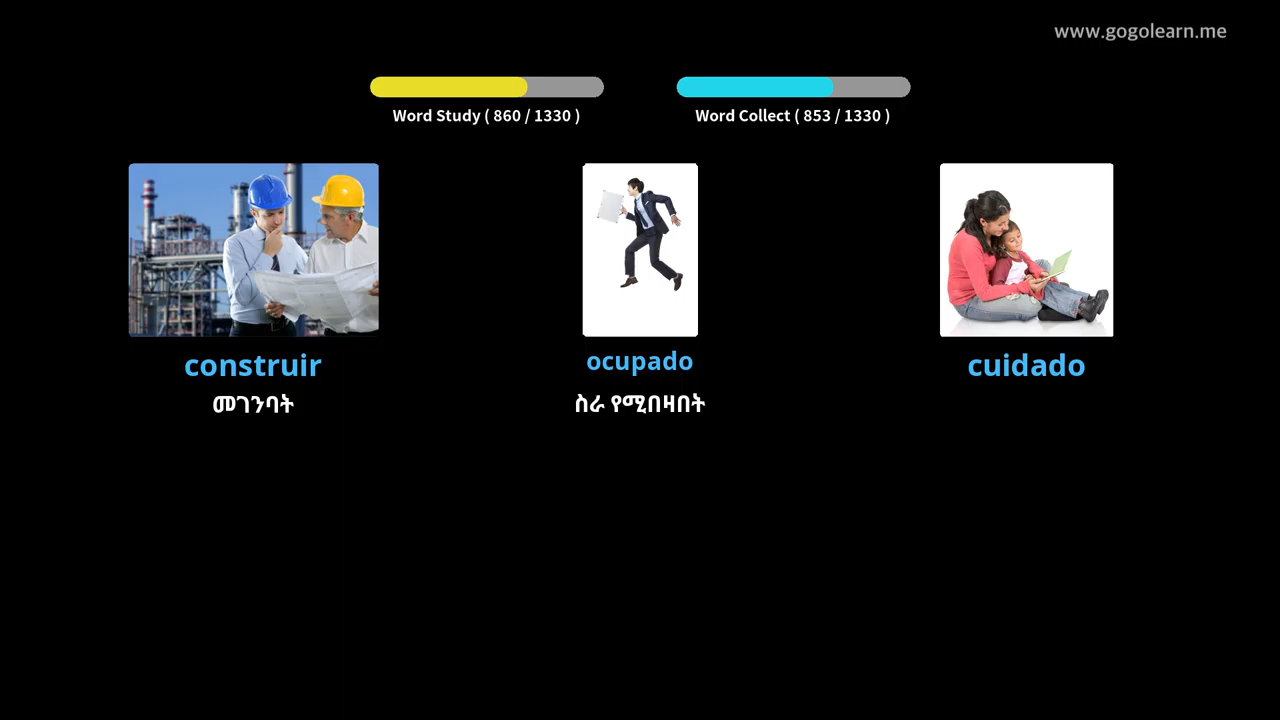 www.gogolearn.me
Word Study ( 860 / 1330 )
Word Collect ( 853 / 1330 )
construir
መገንባት
ocupado
ስራ የሚበዛበት
cuidado